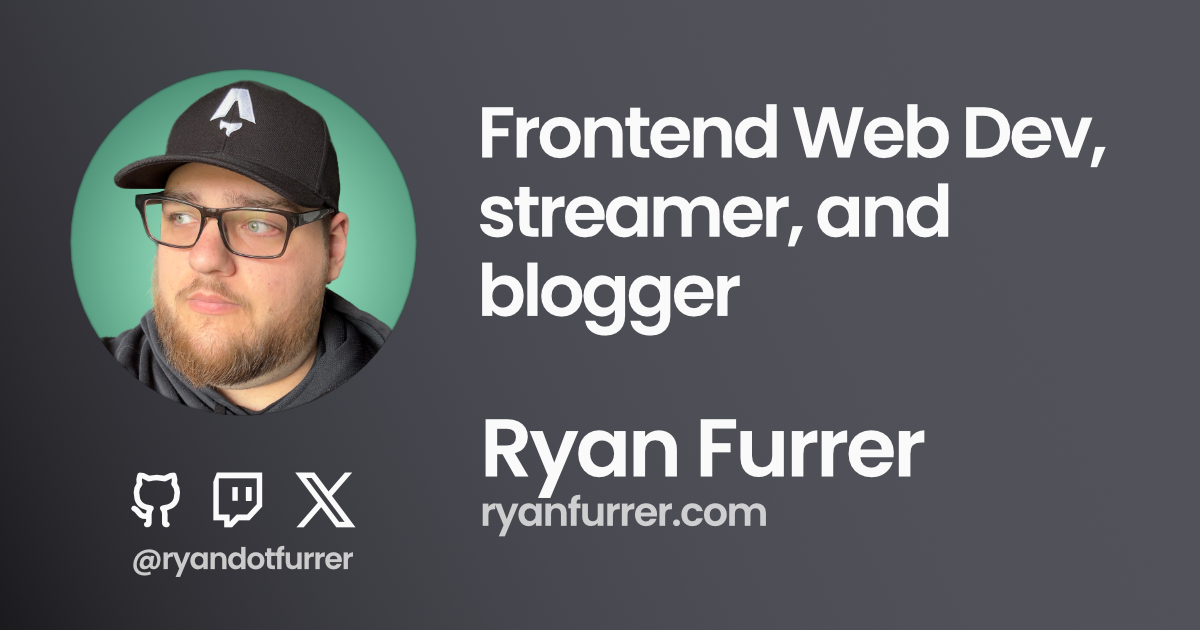 Frontend Web Dev,
streamer, and
blogger
Ryan Furrer
ryanfurrer.com
@ryandotfurrer